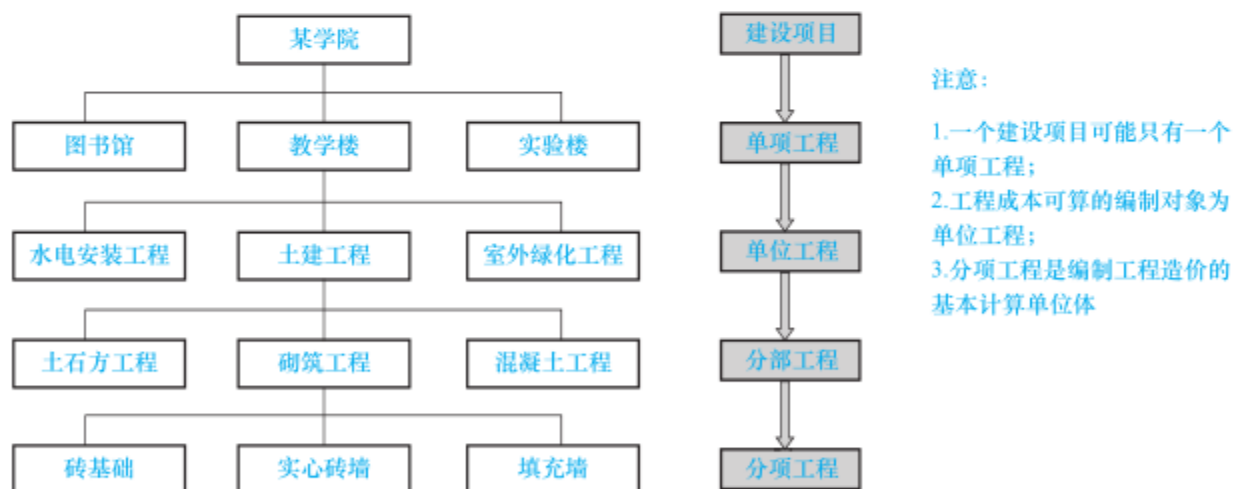 某学院
图书馆
教学楼
实验楼
水电安装工程
土建工程
室外绿化工程
土石方工程
砌筑工程
混凝土工程
砖基础
实心砖墙
填充墙
建设项目
单项工程
单位工程
分部工程
分项工程
注意：
1.一个建设项目可能只有一个
单项工程；
2.工程成本可算的编制对象为
单位工程；
3.分项工程是编制工程造价的
基本计算单位体